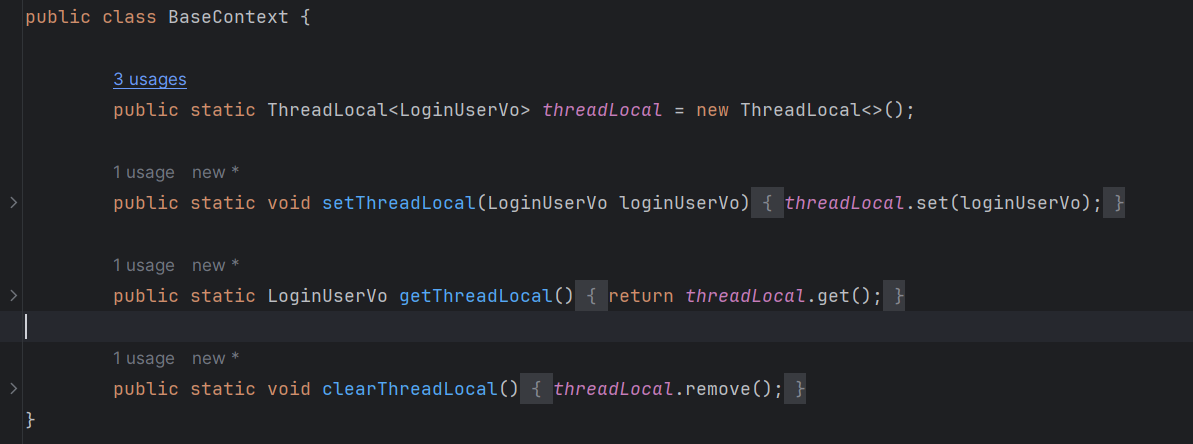 public class BaseContext {
3 usages
public static ThreadLocal<LoginUserVo> threadLocal = new ThreadLocal<>();
1 usage new *
public static void setThreadLocal(LoginUserVo loginUserVo) { threadLocal.set(loginUserVo); }
1 usage new *
public static LoginUserVo getThreadLocal() { return threadLocal.get(); }
1 usage new *
public static void clearThreadLocal() { threadLocal.remove(); }
}